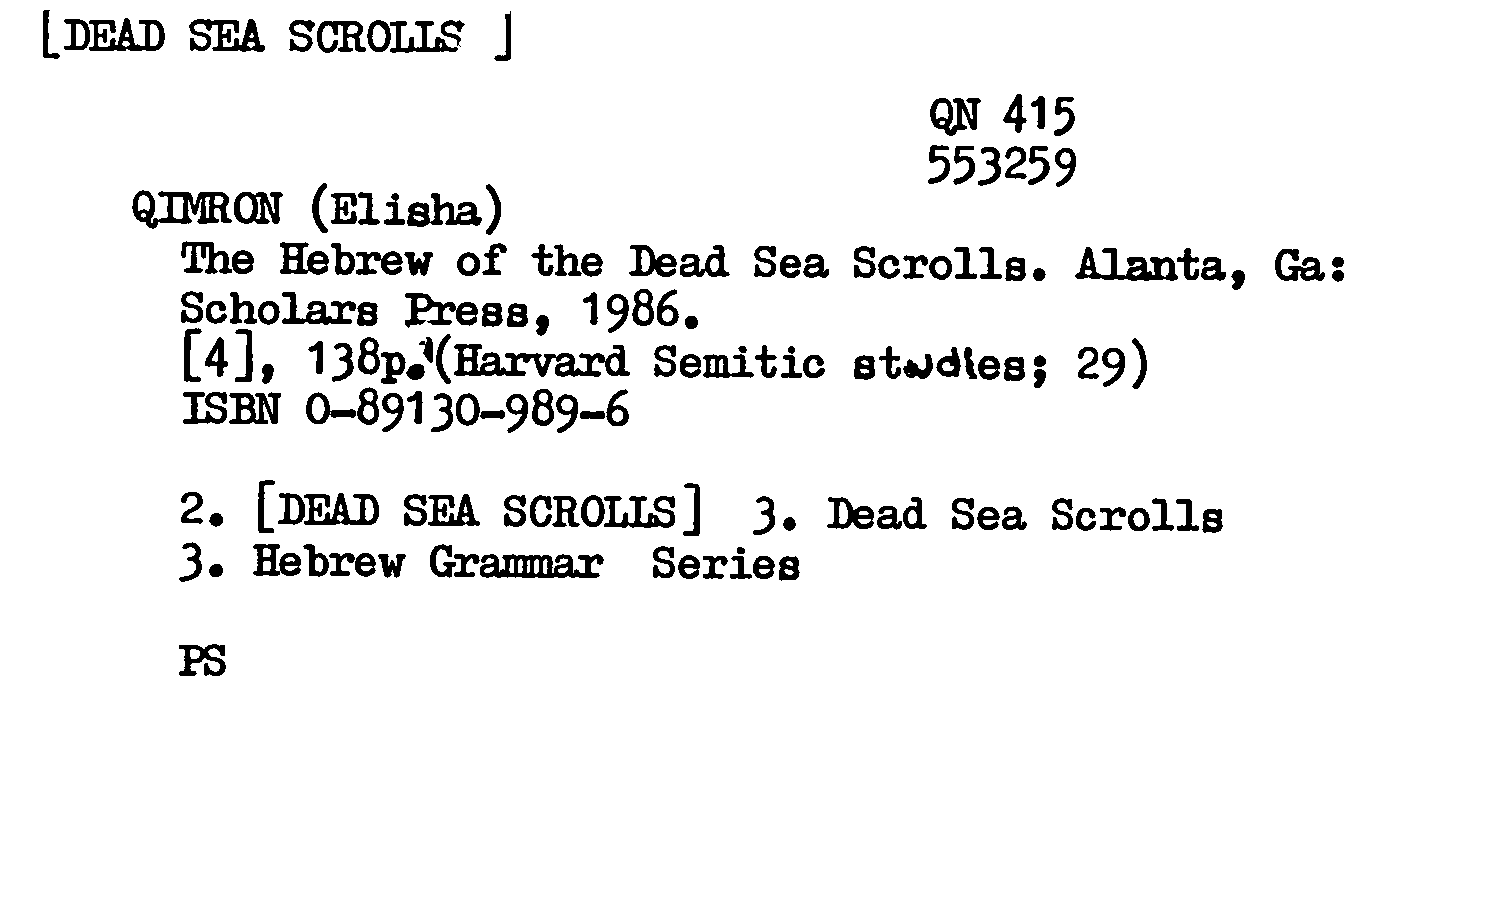 [DEAD SEA SCROLLS ]
QN 415
553259
QIMRON (Elisha)
The Hebrew of the Dead Sea Scrolls. Alanta, Ga:
Scholars Press, 1986.
[4], 138p. (Harvard Semitic studies; 29)
ISBN 0-89130-989-6
2. [DEAD SEA SCROLLS] 3. Dead Sea Scrolls
3. Hebrew Grammar Series
PS